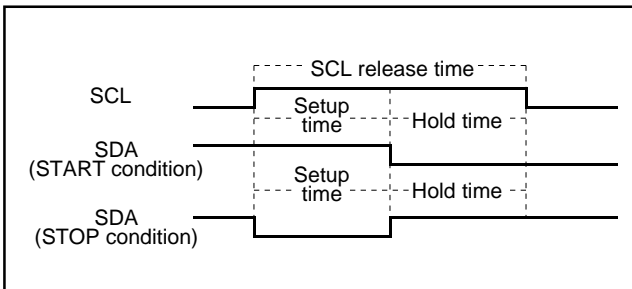 SCL release time
SCL
Setup
time
Hold time
SDA
(START condition)
Setup
time
Hold time
SDA
(STOP condition)